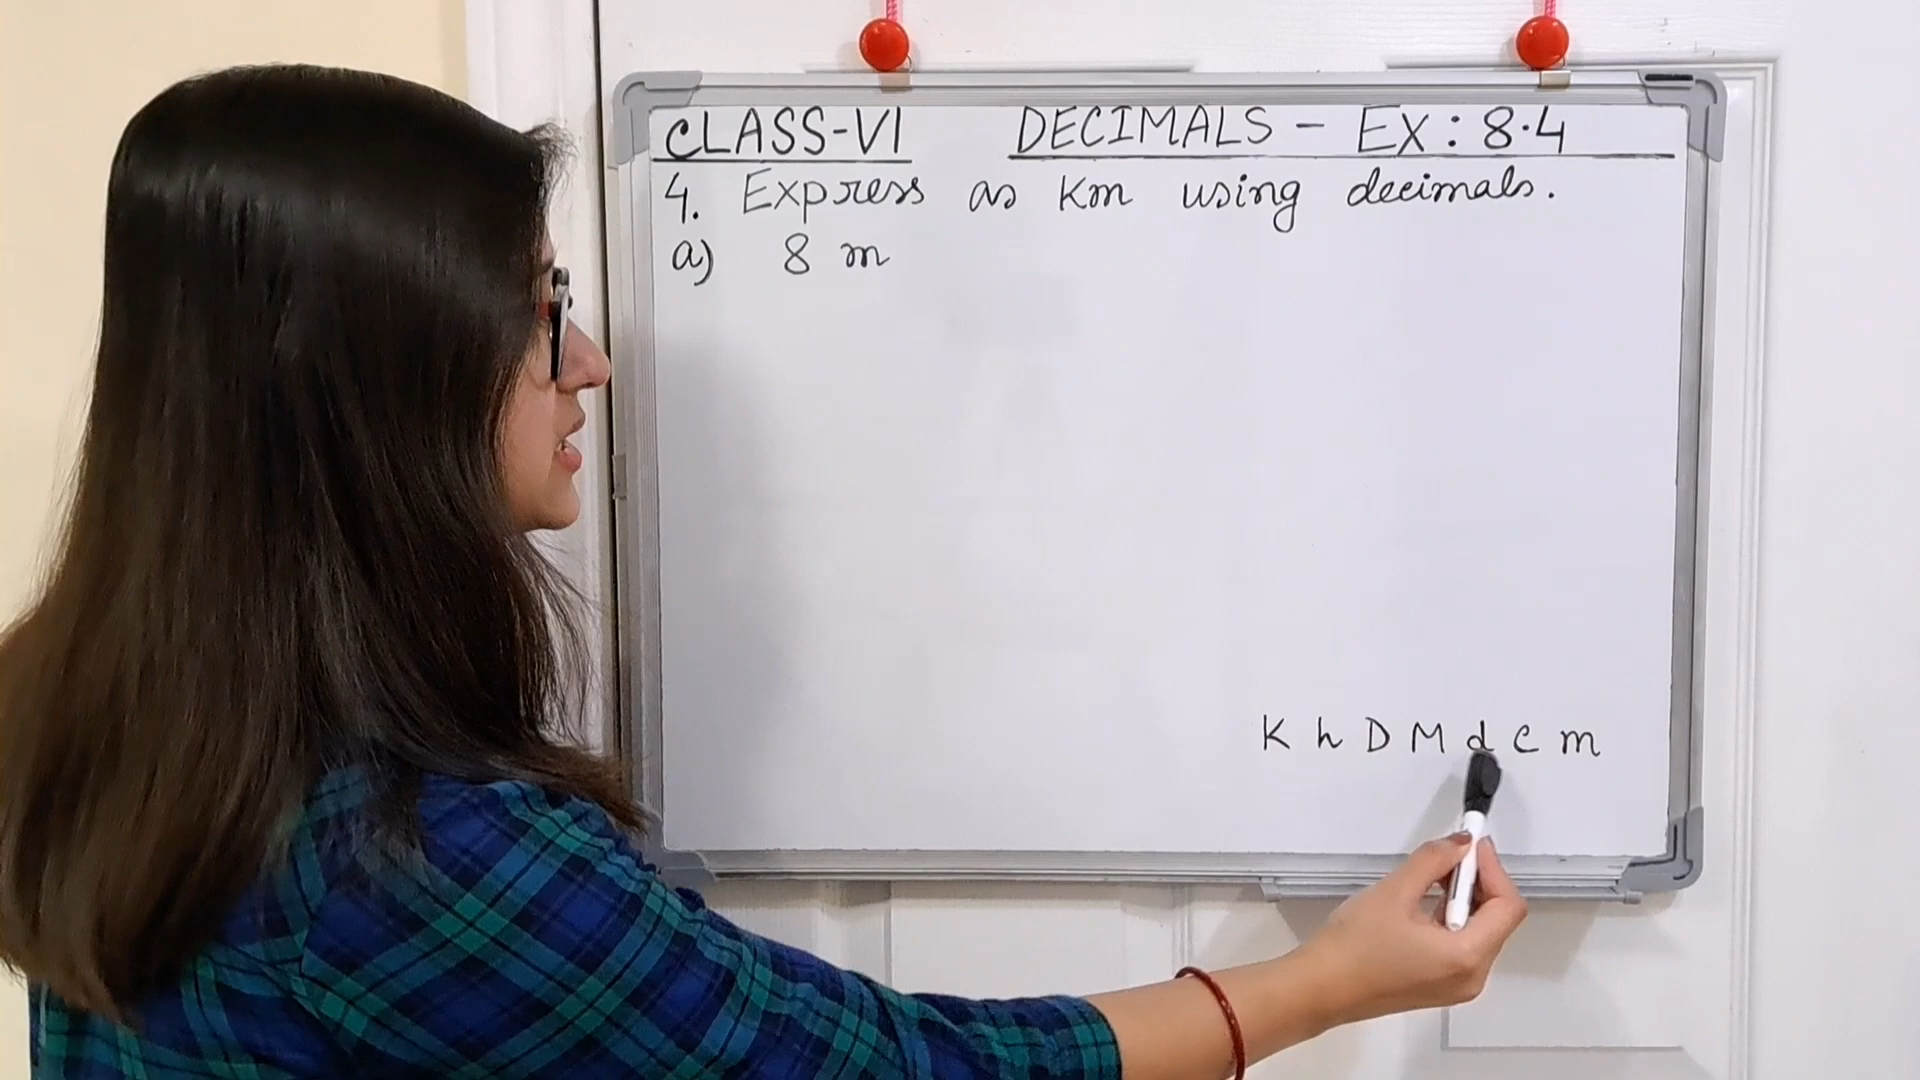 CLASS-VI DECIMALS - EX: 8.4
4. Express as Km using decimals.
a) 8 m
K h D M d c m